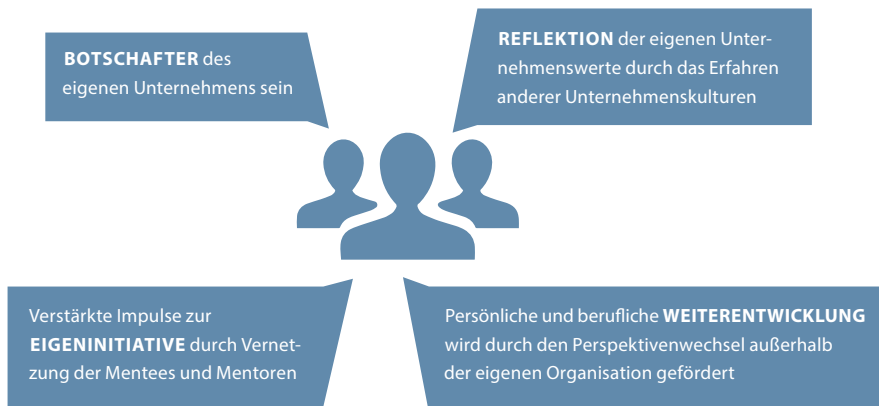 BOTSCHAFTER des
eigenen Unternehmens sein
REFLEKTION der eigenen Unter-
nehmenswerte durch das Erfahren
anderer Unternehmenskulturen
Verstärkte Impulse zur
EIGENINITIATIVE durch Vernet-
zung der Mentees und Mentoren
Persönliche und berufliche WEITERENTWICKLUNG
wird durch den Perspektivenwechsel außerhalb
der eigenen Organisation gefördert